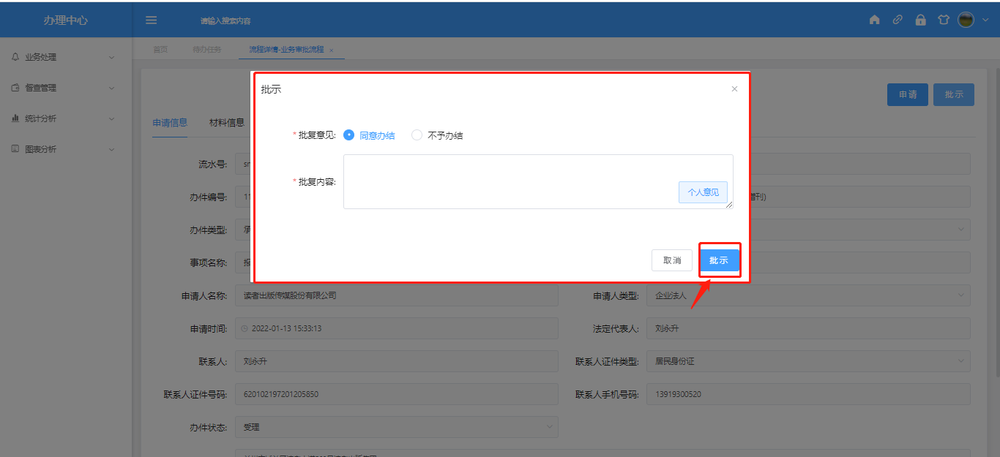 办理中心
请输入搜索内容
业务处理
督查管理
统计分析
图表分析
首页
待办任务
流程详情-业务审批流程 ×
申请
批示
申请信息
材料信息
批示
* 批复意见: 同意办结 不予办结
* 批复内容:
个人意见
取消
批示
流水号:
办件编号: 11
增刊)
办件类型: 承
事项名称: 报
申请人名称: 读者出版传媒股份有限公司
申请人类型: 企业法人
申请时间: 2022-01-13 15:33:13
法定代表人: 刘永升
联系人: 刘永升
联系人证件类型: 居民身份证
联系人证件号码: 620102197201205850
联系人手机号码: 13919300520
办件状态: 受理